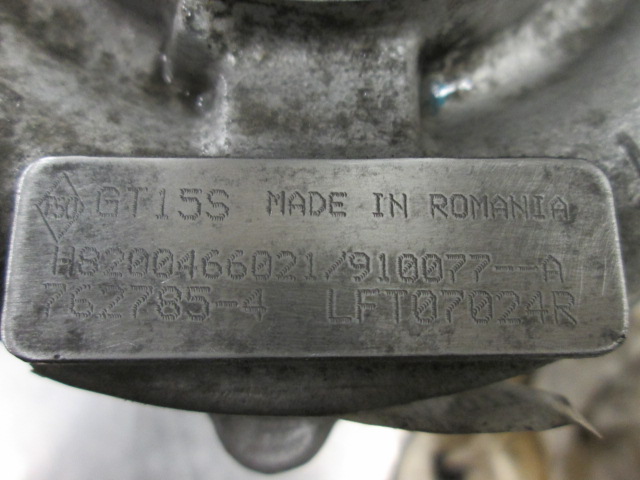 GT15S MADE IN ROMANIA
H8200466021/910077--A
762785-4 LFT07024R